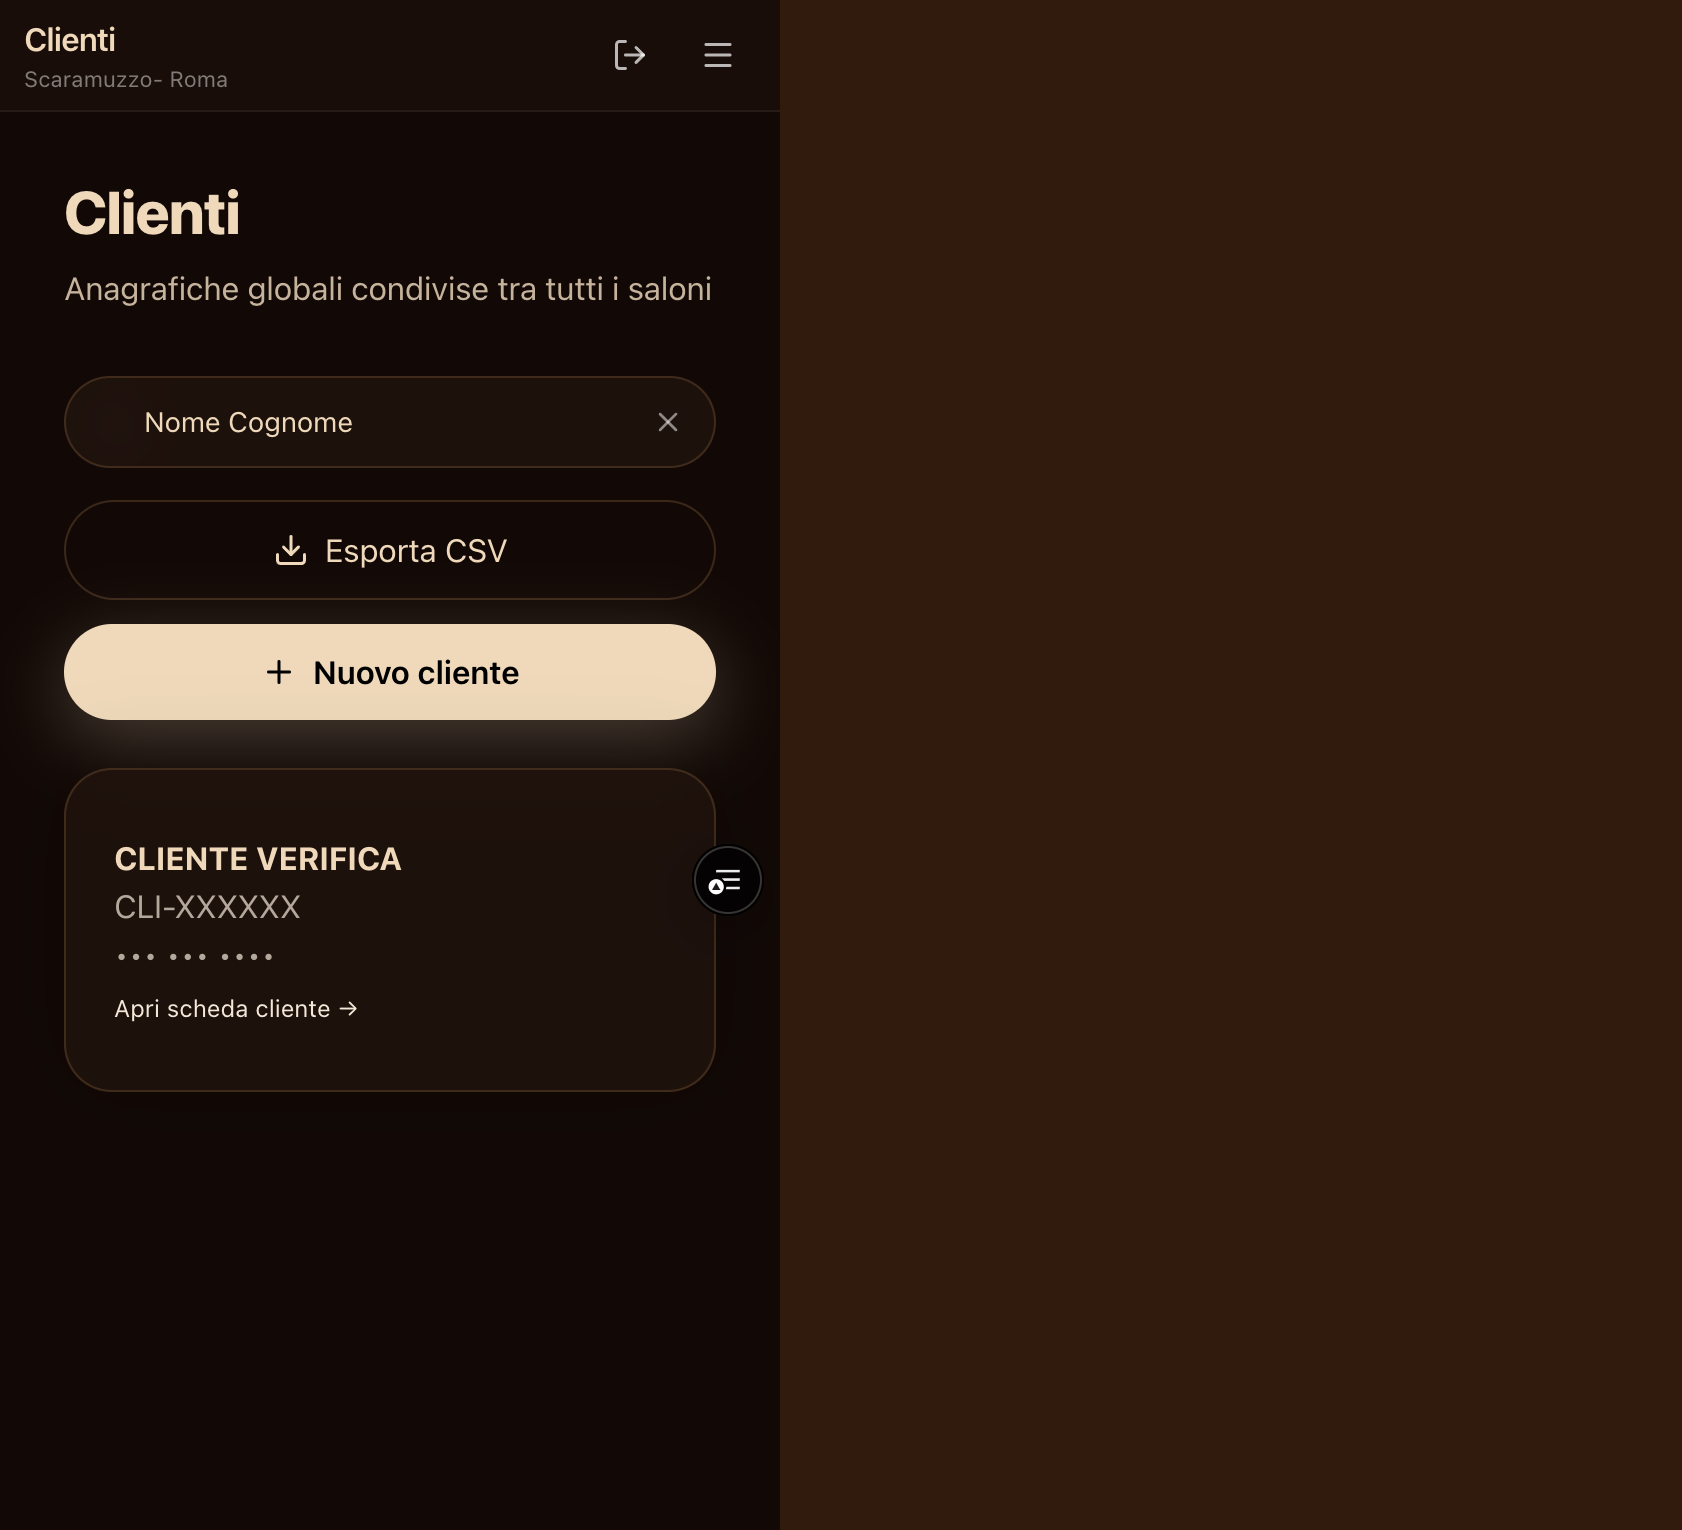 Clienti
Scaramuzzo- Roma
Clienti
Anagrafiche globali condivise tra tutti i saloni
Nome Cognome
Esporta CSV
Nuovo cliente
CLIENTE VERIFICA
CLI-XXXXXX
••• ••• ••••
Apri scheda cliente →